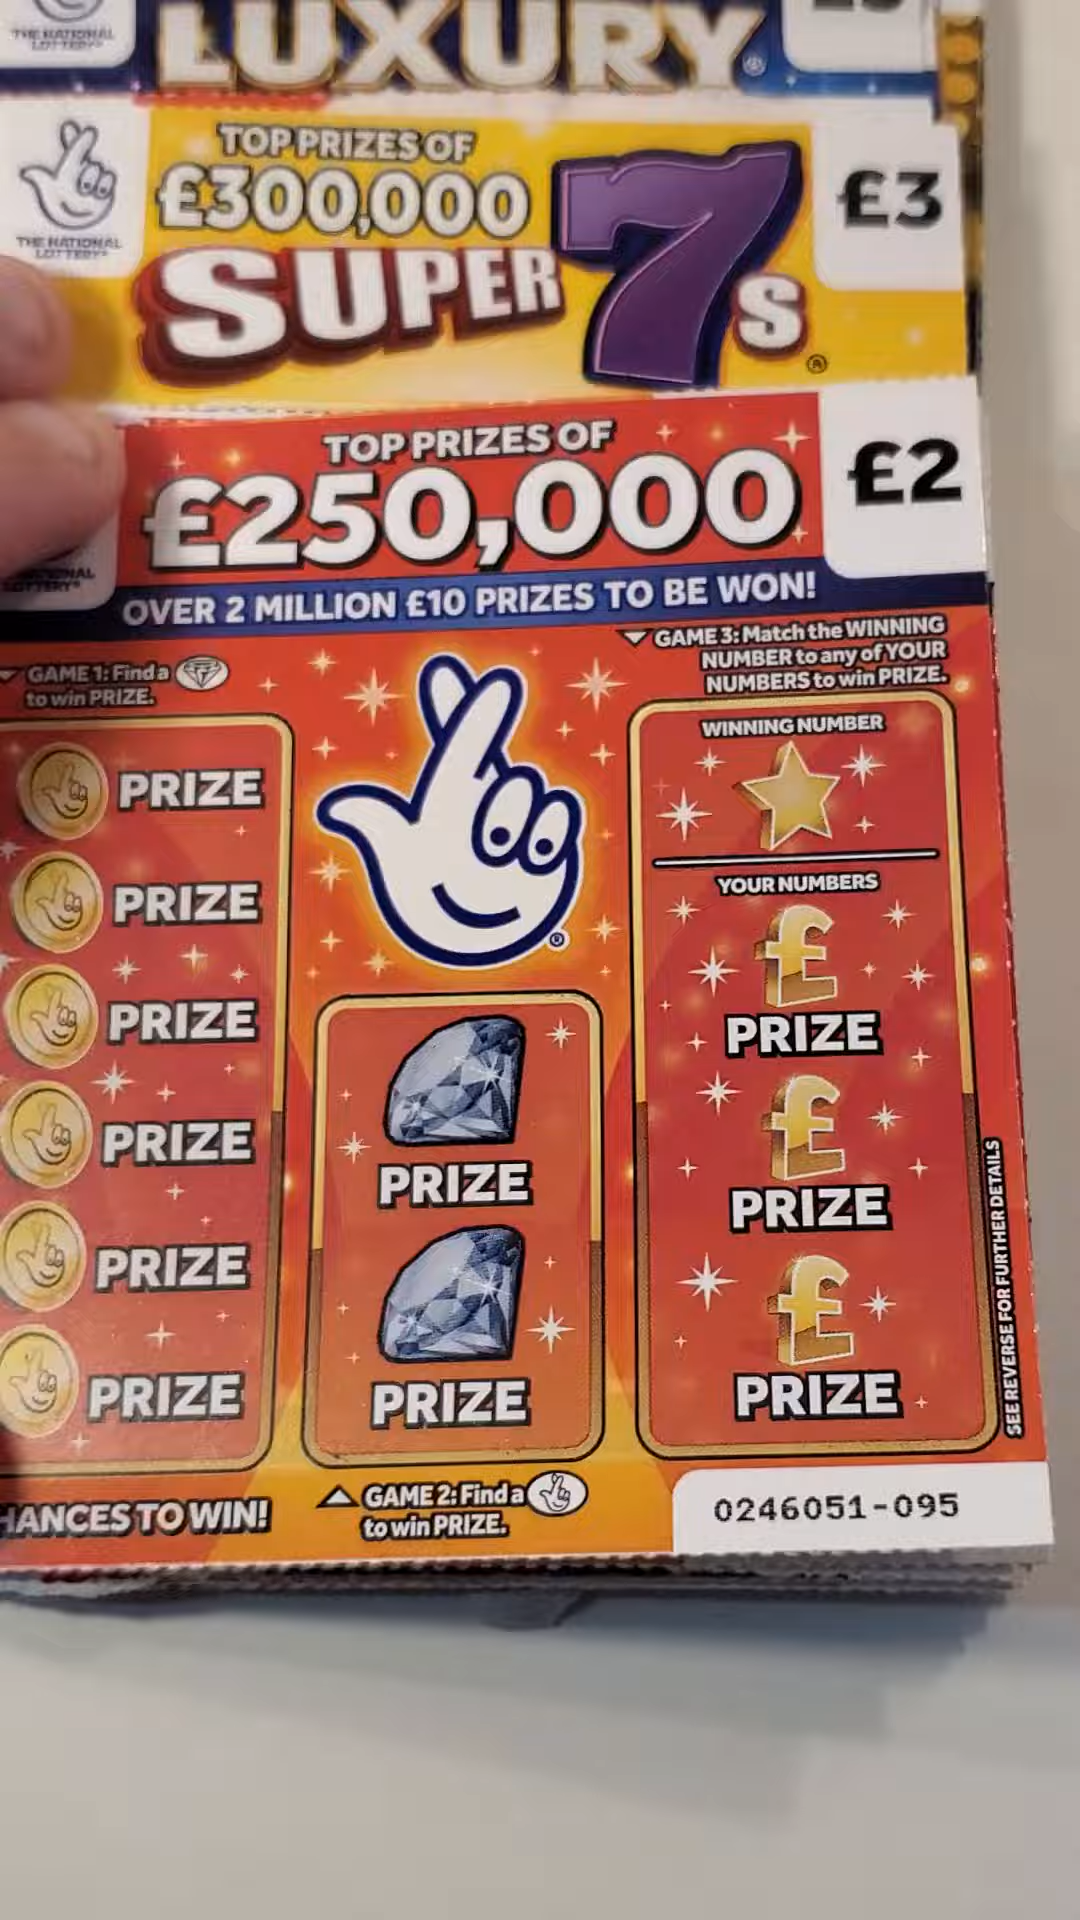 THE NATIONAL
LOTTERY®
LUXURY®
TOP PRIZES OF
£300,000
SUPER 7s®
£3
THE NATIONAL
LOTTERY®
TOP PRIZES OF
£250,000
£2
LOTTERY®
OVER 2 MILLION £10 PRIZES TO BE WON!
GAME 1: Find a
to win PRIZE.
GAME 3: Match the WINNING
NUMBER to any of YOUR
NUMBERS to win PRIZE.
WINNING NUMBER
YOUR NUMBERS
PRIZE
PRIZE
PRIZE
PRIZE
PRIZE
PRIZE
®
PRIZE
PRIZE
£
PRIZE
£
PRIZE
£
PRIZE
SEE REVERSE FOR FURTHER DETAILS
HANCES TO WIN!
GAME 2: Find a
to win PRIZE.
0246051-095